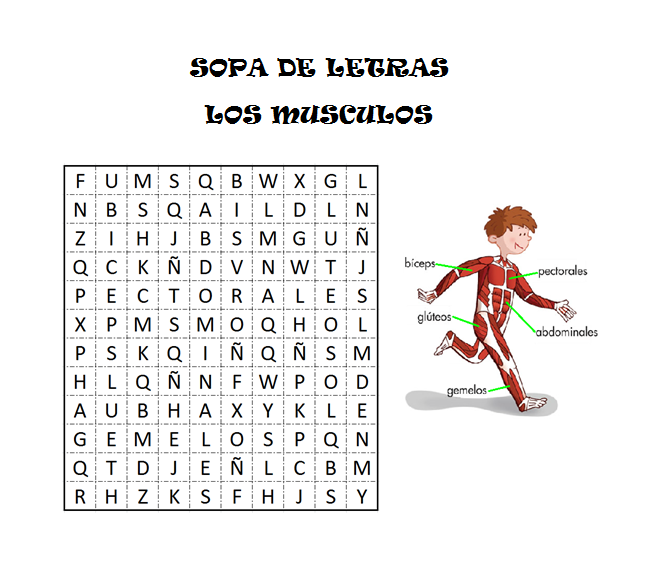 SOPA DE LETRAS
LOS MUSCULOS
F U M S Q B W X G L
N B S Q A I L D L N
Z I H J B S M G U Ñ
Q C K Ñ D V N W T J
P E C T O R A L E S
X P M S M O Q H O L
P S K Q I Ñ Q Ñ S M
H L Q Ñ N F W P O D
A U B H A X Y K L E
G E M E L O S P Q N
Q T D J E Ñ L C B M
R H Z K S F H J S Y
bíceps
pectorales
glúteos
abdominales
gemelos